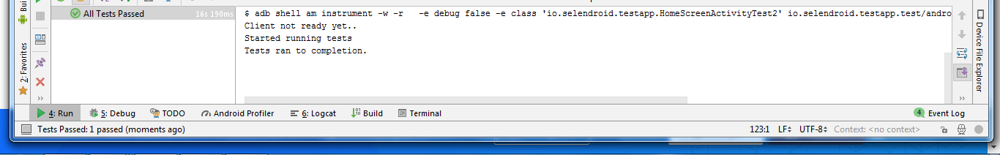 All Tests Passed 16s 190ms
$ adb shell am instrument -w -r   -e debug false -e class 'io.selendroid.testapp.HomeScreenActivityTest2' io.selendroid.testapp.test/andro
Client not ready yet..
Started running tests
Tests ran to completion.
2: Favorites
Device File Explorer
4: Run 5: Debug TODO Android Profiler 6: Logcat Build Terminal 4 Event Log
Tests Passed: 1 passed (moments ago) 123:1 LF UTF-8 Context: <no context>